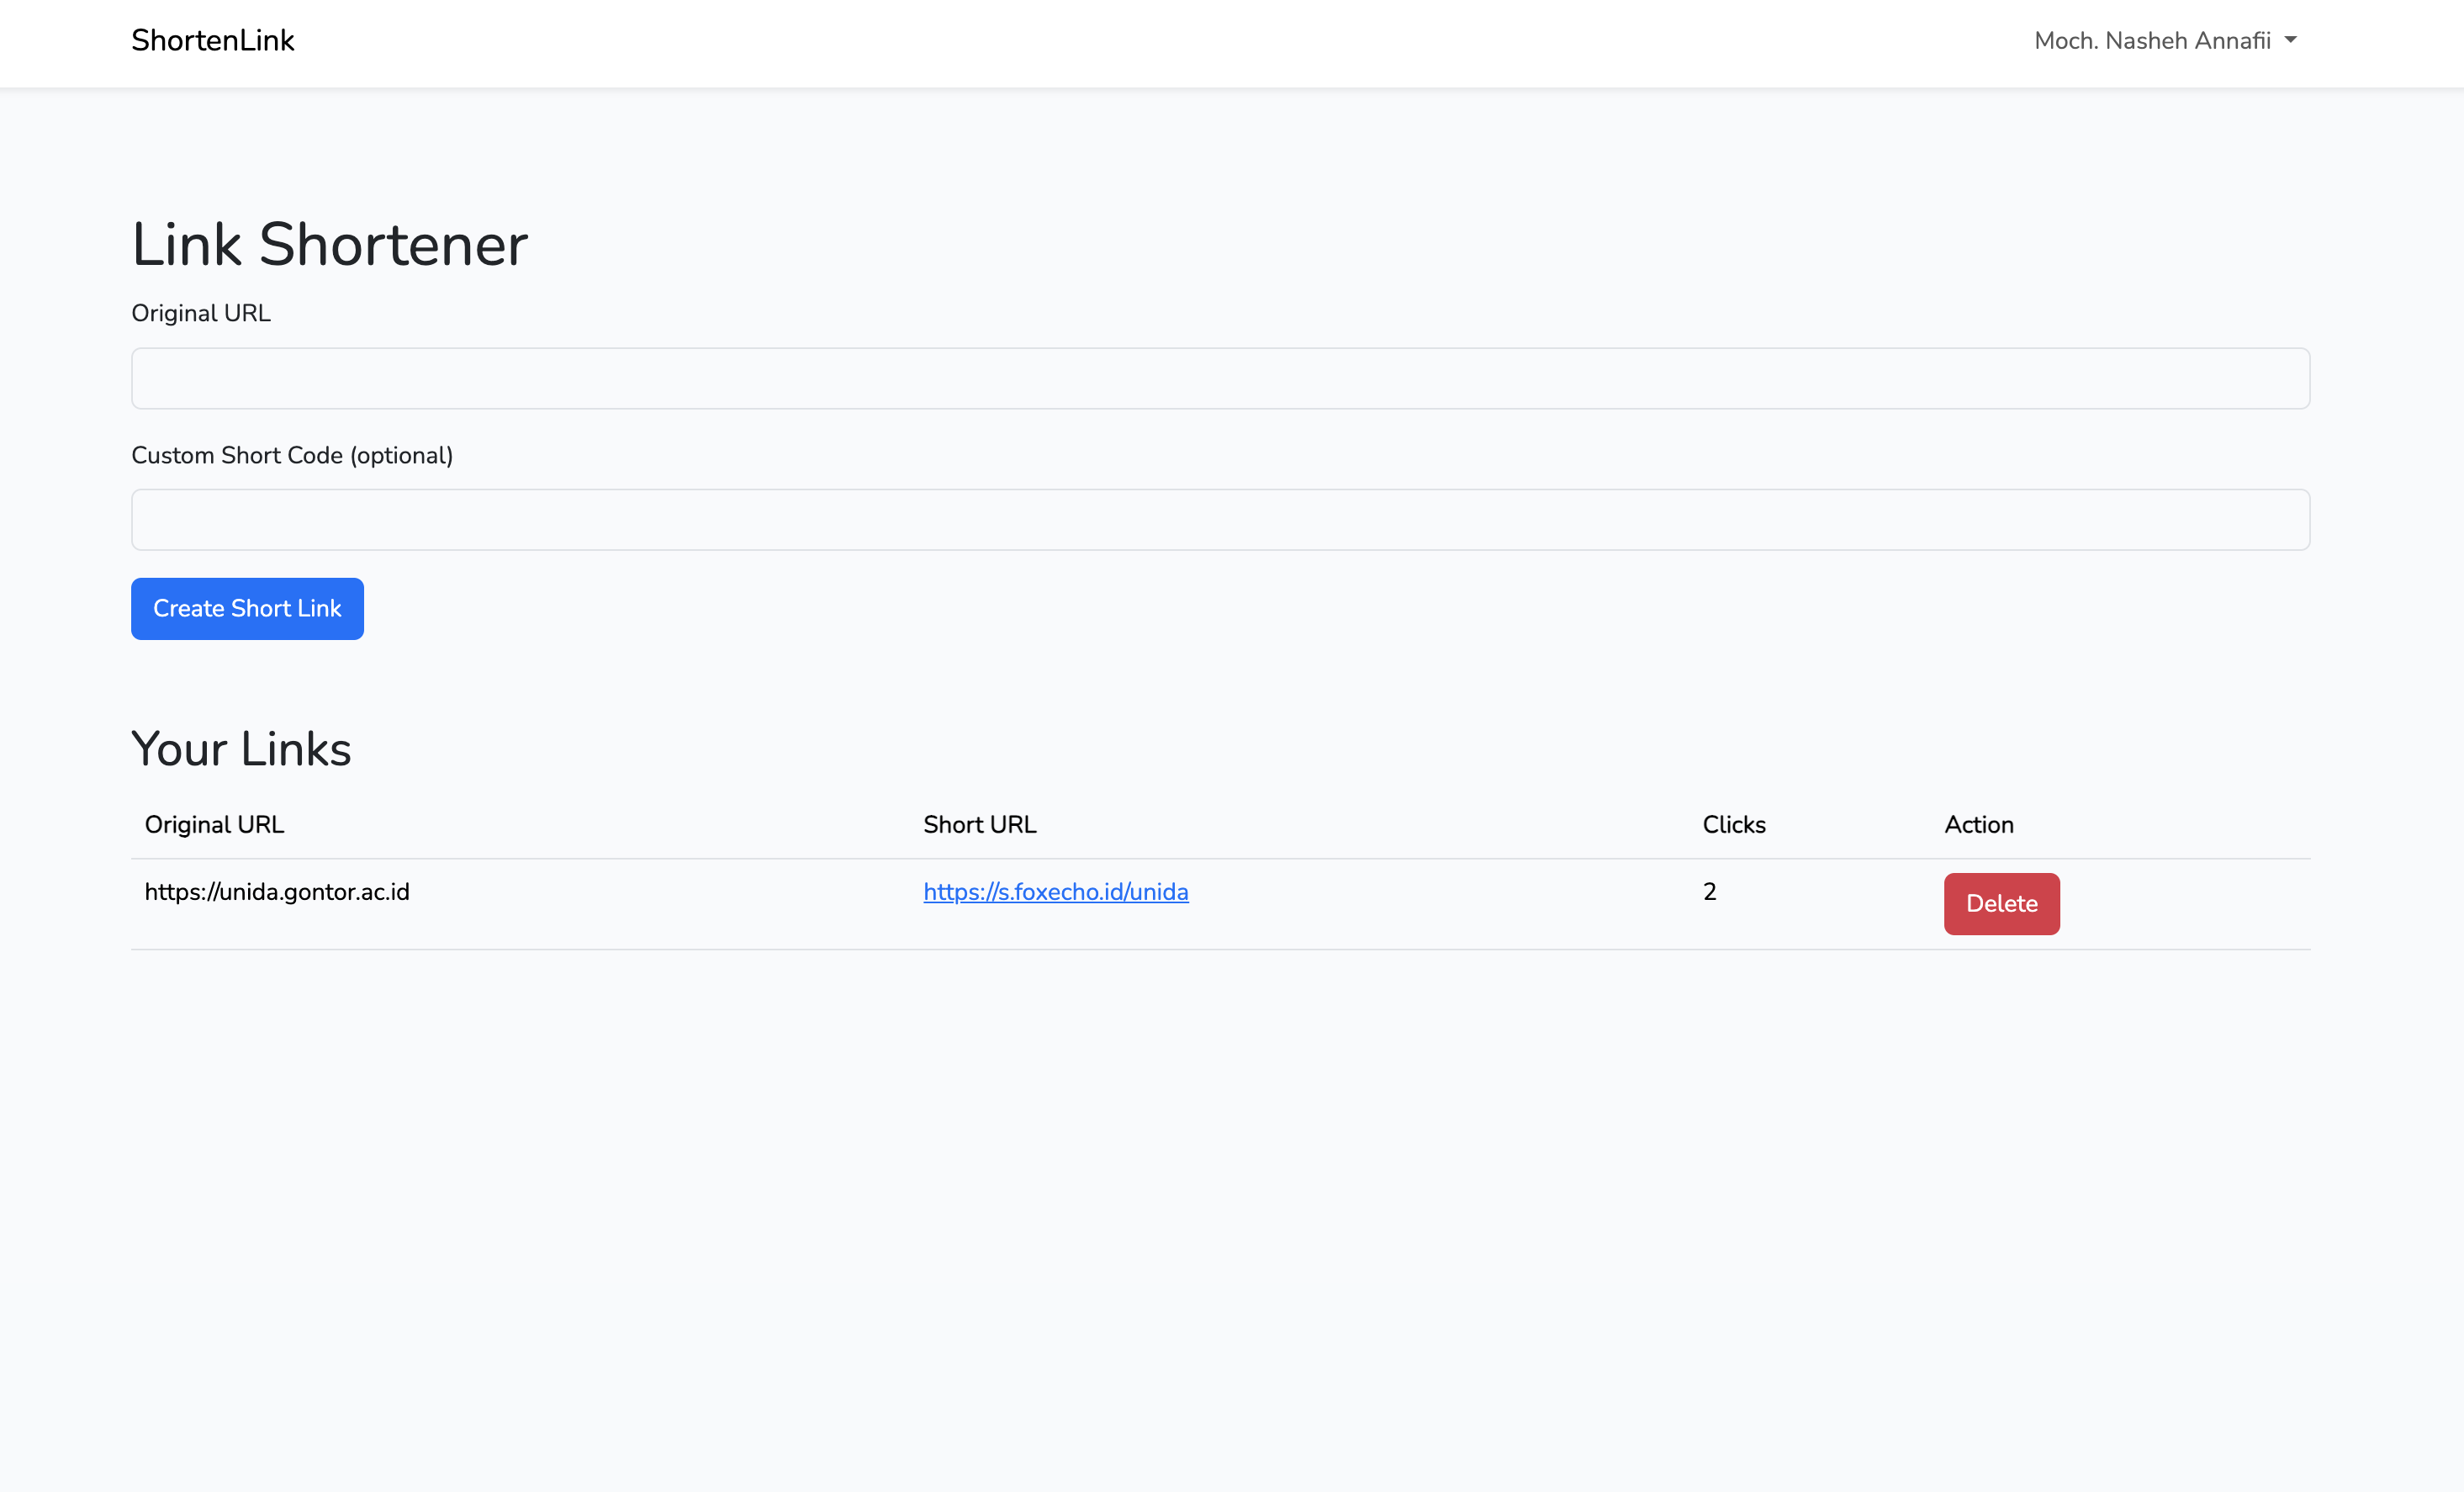 ShortenLink
Moch. Nasheh Annafii
Link Shortener
Original URL
Custom Short Code (optional)
Create Short Link
Your Links
Original URL Short URL Clicks Action
https://unida.gontor.ac.id https://s.foxecho.id/unida 2 Delete